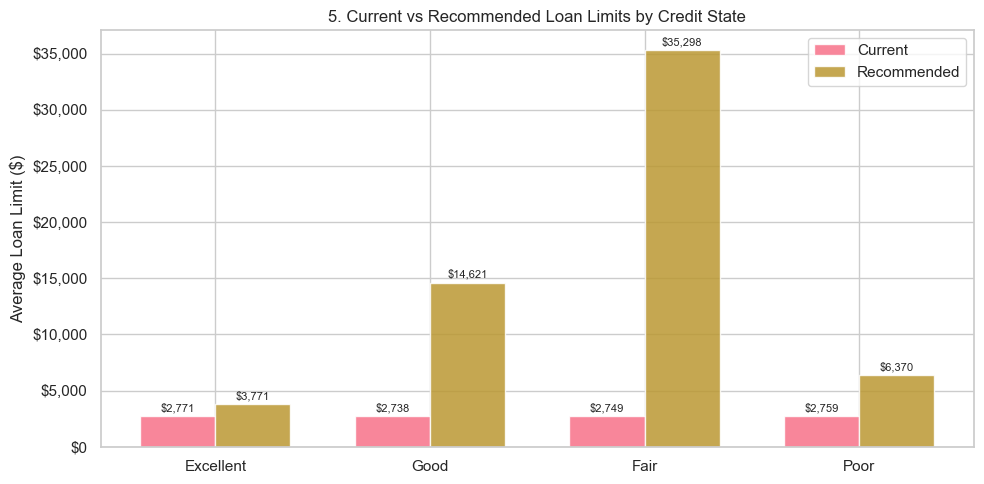 5. Current vs Recommended Loan Limits by Credit State
Current
Recommended
Average Loan Limit ($)
$35,000
$30,000
$25,000
$20,000
$15,000
$10,000
$5,000
$0
$2,771
$3,771
$2,738
$14,621
$2,749
$35,298
$2,759
$6,370
Excellent
Good
Fair
Poor